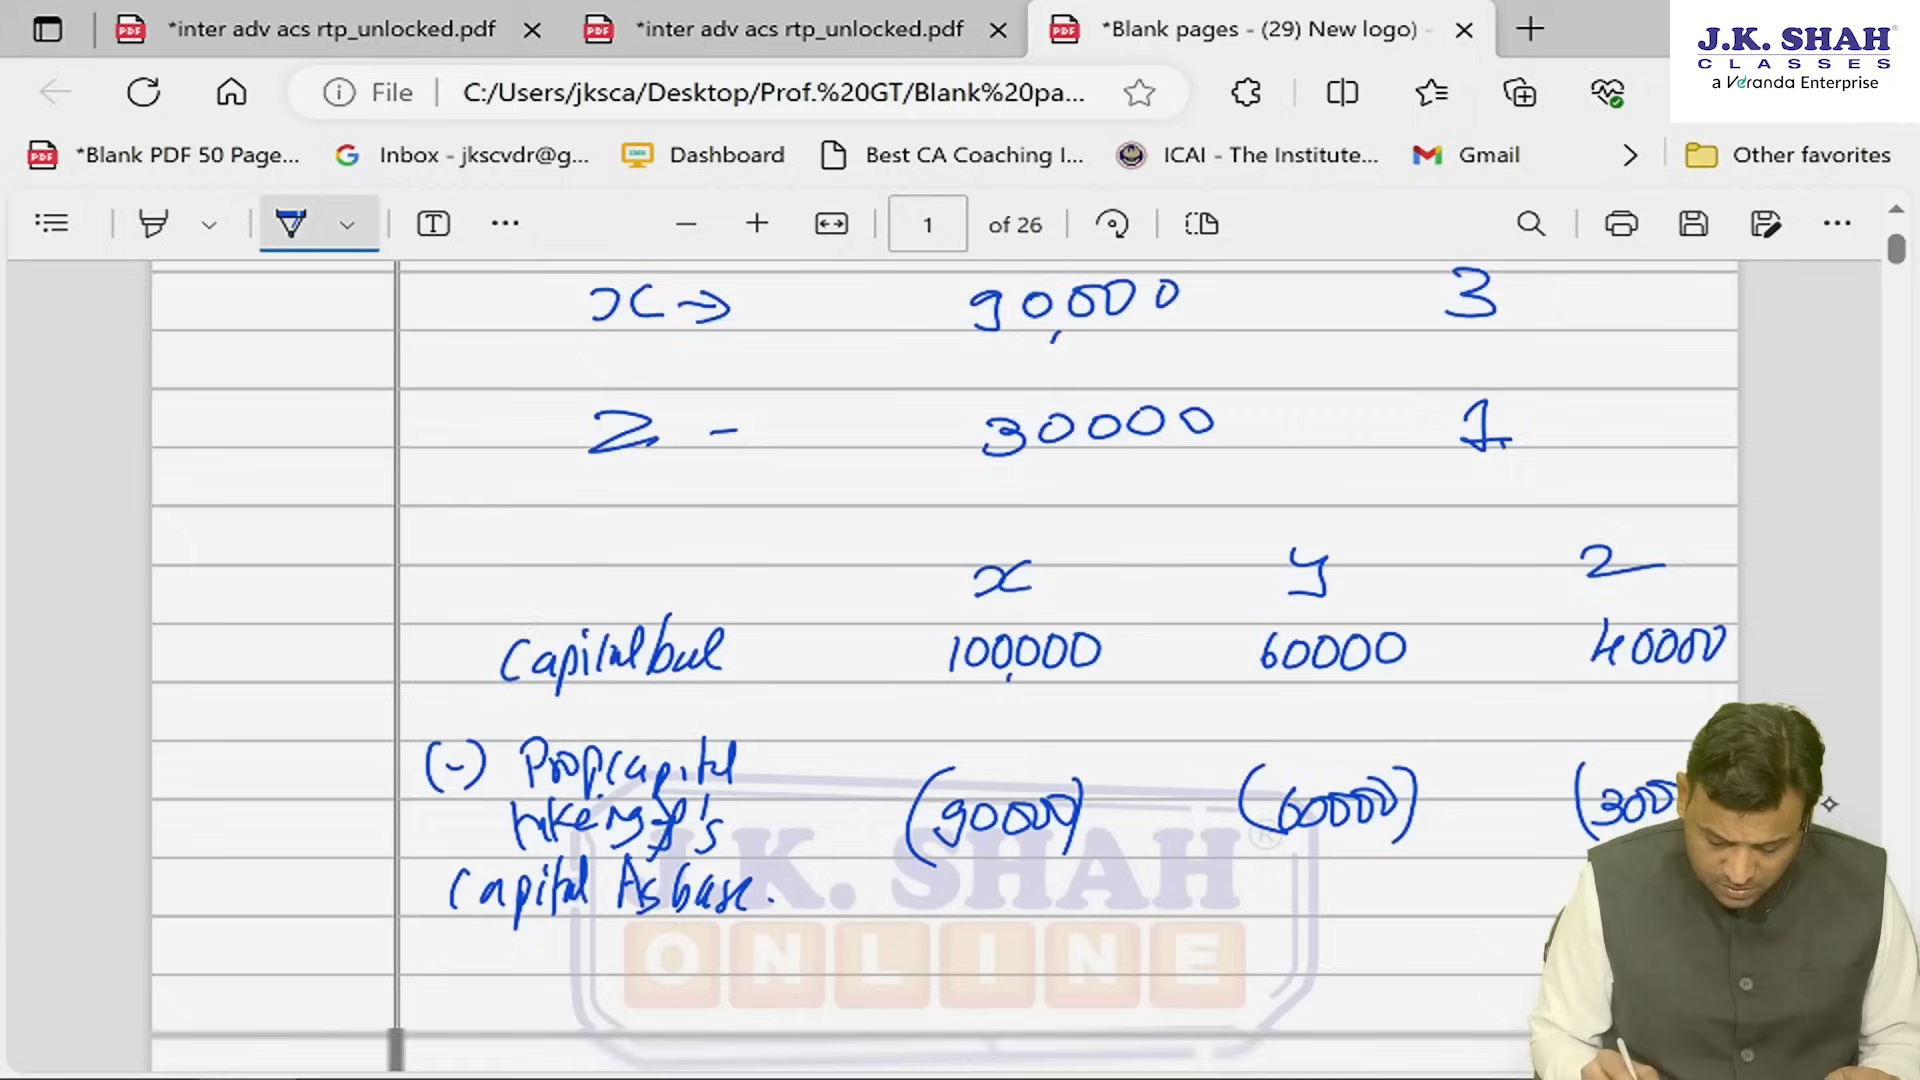 *inter adv acs rtp_unlocked.pdf *inter adv acs rtp_unlocked.pdf *Blank pages - (29) New logo) -
J.K. SHAH®
CLASSES
a Veranda Enterprise
File C:/Users/jksca/Desktop/Prof.%20GT/Blank%20pa...
*Blank PDF 50 Page... Inbox - jkscvdr@g... Dashboard Best CA Coaching I... ICAI - The Institute... Gmail Other favorites
1 of 26
x → 90,000 3
Z - 30000 1
x y Z
Capital bal 100,000 60000 40000
(-) Prop capital (90000) (60000) (3000
taking y's
Capital As base.
J.K. SHAH®
ONLINE